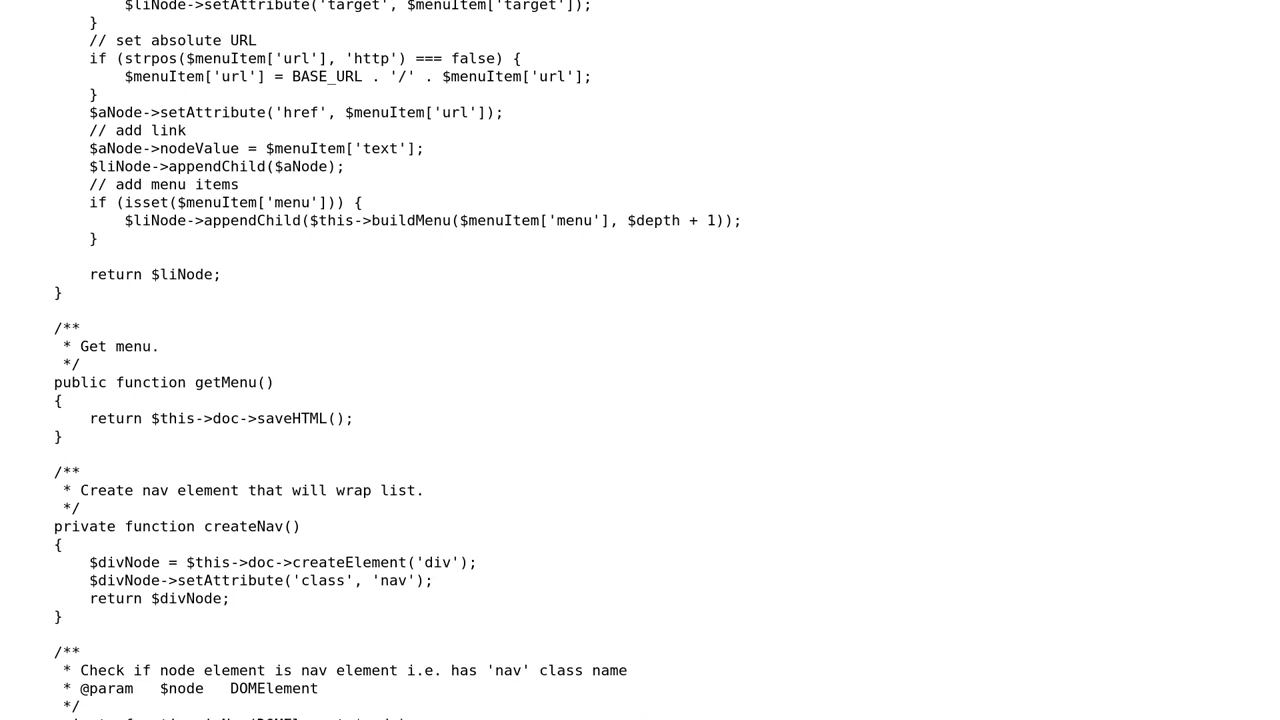 $liNode->setAttribute('target', $menuItem['target']);
}
// set absolute URL
if (strpos($menuItem['url'], 'http') === false) {
$menuItem['url'] = BASE_URL . '/' . $menuItem['url'];
}
$aNode->setAttribute('href', $menuItem['url']);
// add link
$aNode->nodeValue = $menuItem['text'];
$liNode->appendChild($aNode);
// add menu items
if (isset($menuItem['menu'])) {
$liNode->appendChild($this->buildMenu($menuItem['menu'], $depth + 1));
}
return $liNode;
}
/**
* Get menu.
*/
public function getMenu()
{
return $this->doc->saveHTML();
}
/**
* Create nav element that will wrap list.
*/
private function createNav()
{
$divNode = $this->doc->createElement('div');
$divNode->setAttribute('class', 'nav');
return $divNode;
}
/**
* Check if node element is nav element i.e. has 'nav' class name
* @param   $node   DOMElement
*/